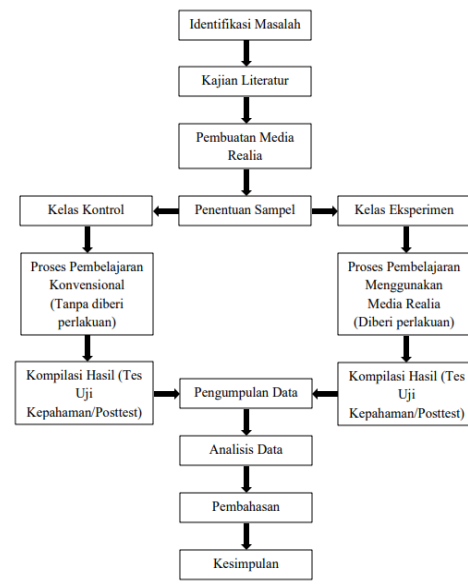 Identifikasi Masalah
Kajian Literatur
Pembuatan Media
Realia
Kelas Kontrol
Penentuan Sampel
Kelas Eksperimen
Proses Pembelajaran
Konvensional
(Tanpa diberi
perlakuan)
Proses Pembelajaran
Menggunakan
Media Realia
(Diberi perlakuan)
Kompilasi Hasil (Tes
Uji
Kepahaman/Posttest)
Pengumpulan Data
Kompilasi Hasil (Tes
Uji
Kepahaman/Posttest)
Analisis Data
Pembahasan
Kesimpulan